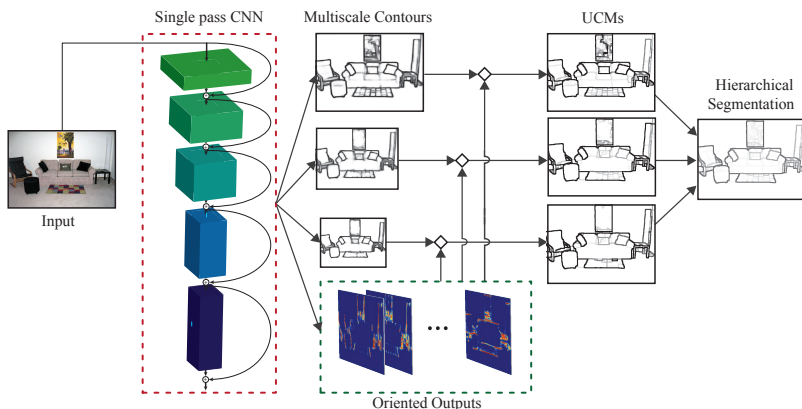 Single pass CNN
Multiscale Contours
UCMs
Hierarchical
Segmentation
Input
Oriented Outputs